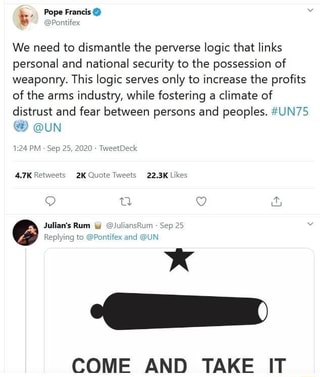 Pope Francis
@Pontifex
We need to dismantle the perverse logic that links
personal and national security to the possession of
weaponry. This logic serves only to increase the profits
of the arms industry, while fostering a climate of
distrust and fear between persons and peoples. #UN75
@UN
1:24 PM · Sep 25, 2020 · TweetDeck
4.7K Retweets 2K Quote Tweets 22.3K Likes
Julian's Rum @JuliansRum · Sep 25
Replying to @Pontifex and @UN
COME AND TAKE IT